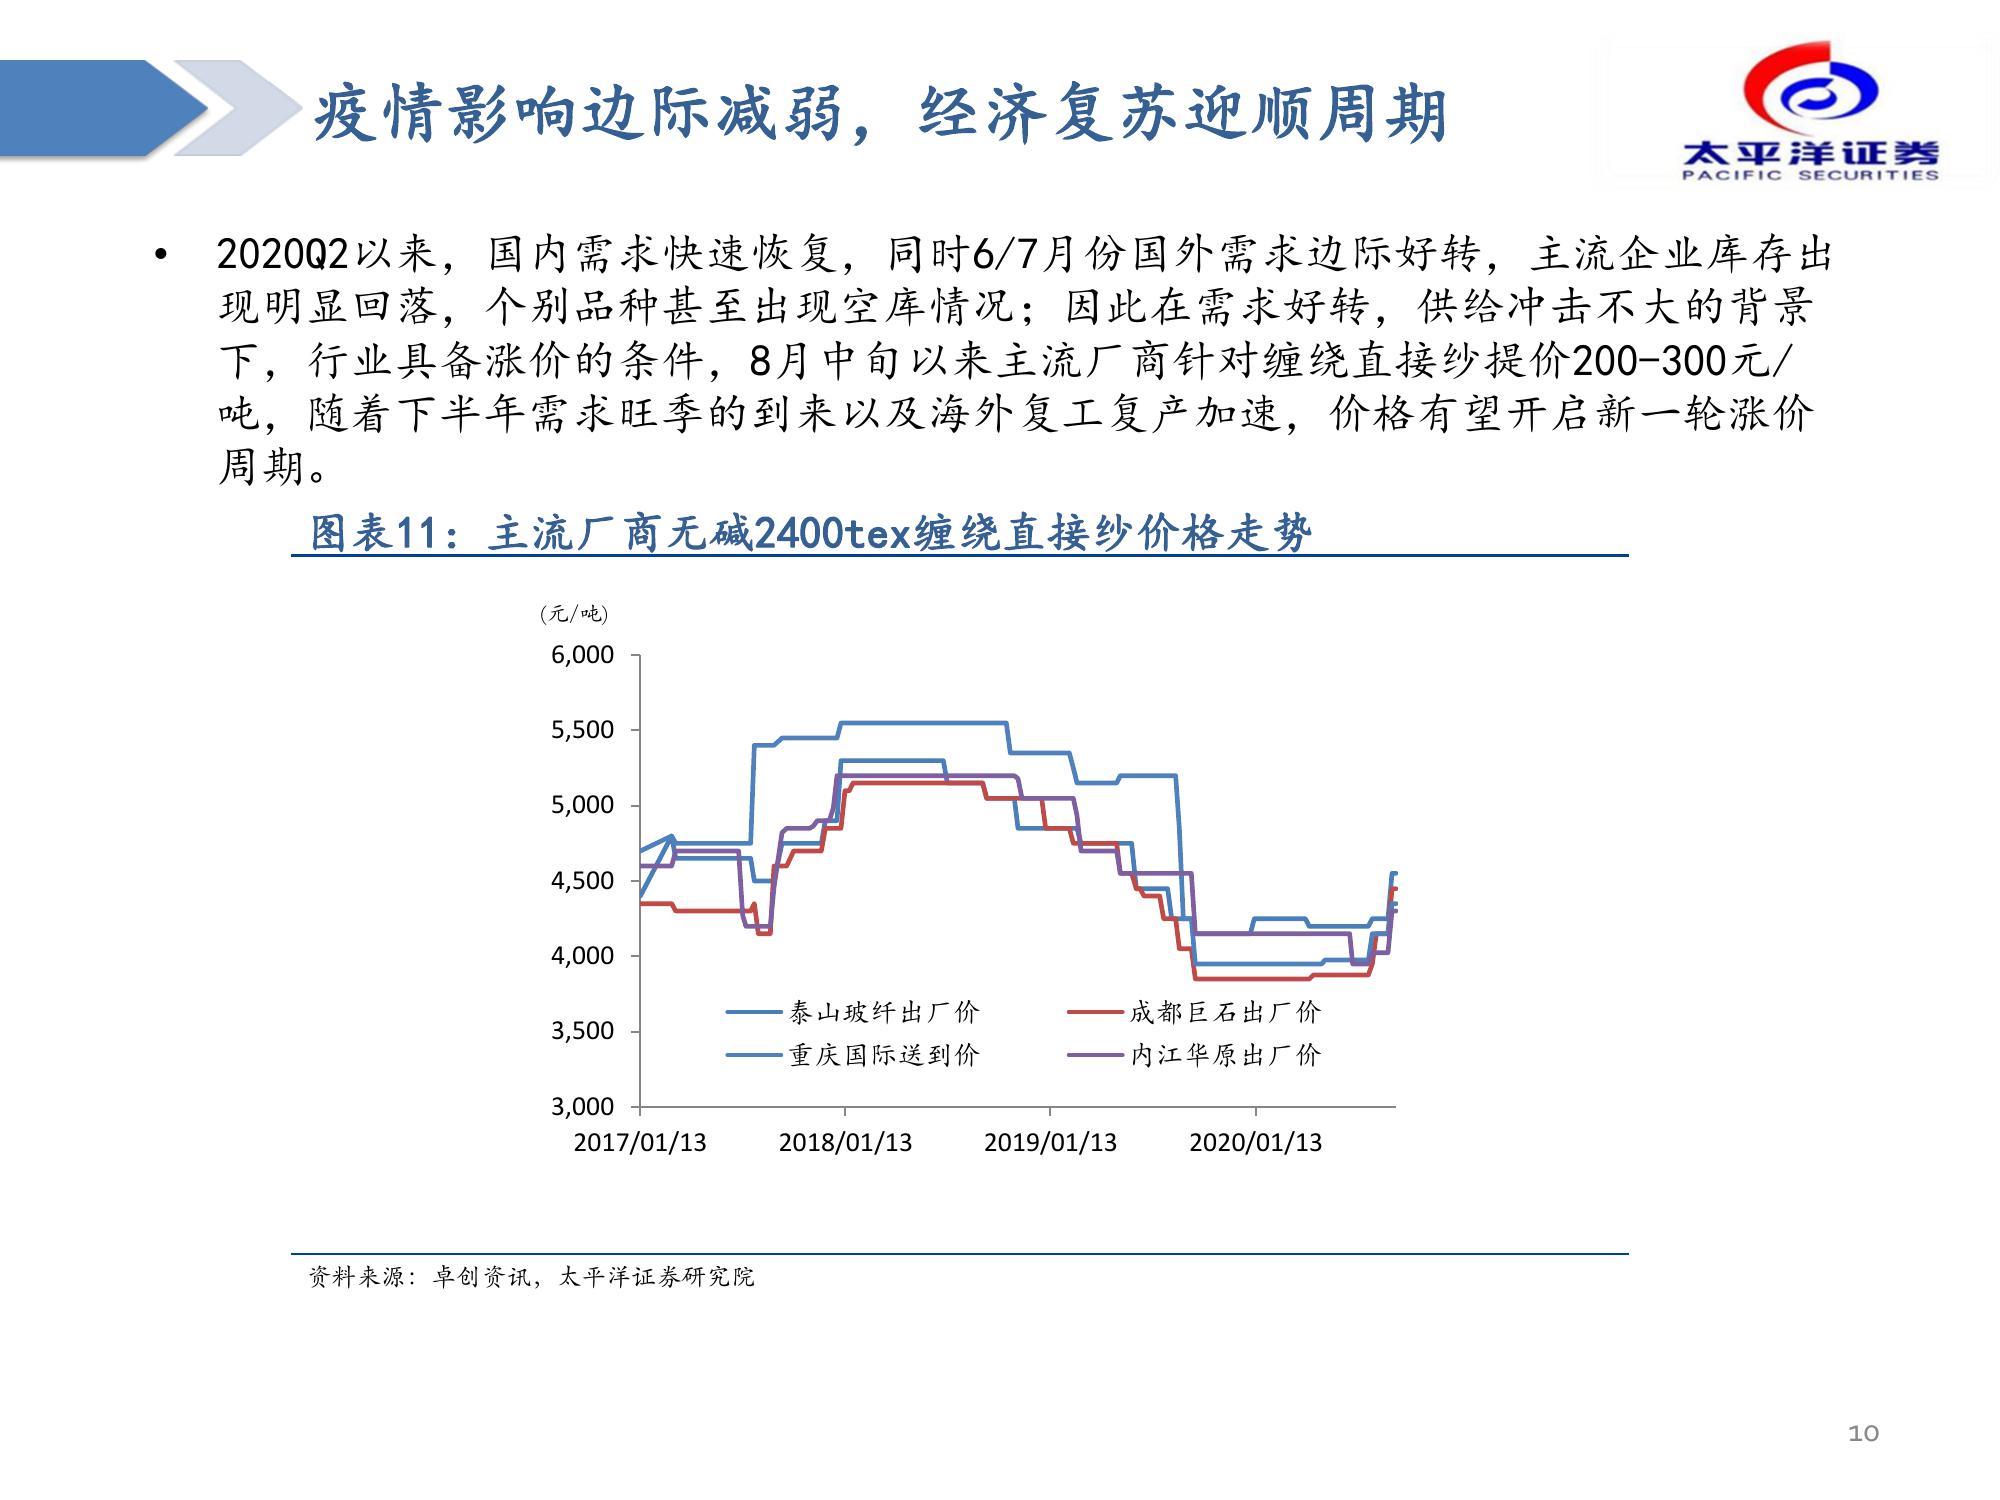 疫情影响边际减弱，经济复苏迎顺周期
太平洋证券
PACIFIC SECURITIES
• 2020Q2以来，国内需求快速恢复，同时6/7月份国外需求边际好转，主流企业库存出
现明显回落，个别品种甚至出现空库情况；因此在需求好转，供给冲击不大的背景
下，行业具备涨价的条件，8月中旬以来主流厂商针对缠绕直接纱提价200-300元/
吨，随着下半年需求旺季的到来以及海外复工复产加速，价格有望开启新一轮涨价
周期。
图表11：主流厂商无碱2400tex缠绕直接纱价格走势
(元/吨)
6,000
5,500
5,000
4,500
4,000
3,500
3,000
泰山玻纤出厂价 成都巨石出厂价
重庆国际送到价 内江华原出厂价
2017/01/13 2018/01/13 2019/01/13 2020/01/13
资料来源：卓创资讯，太平洋证券研究院
10